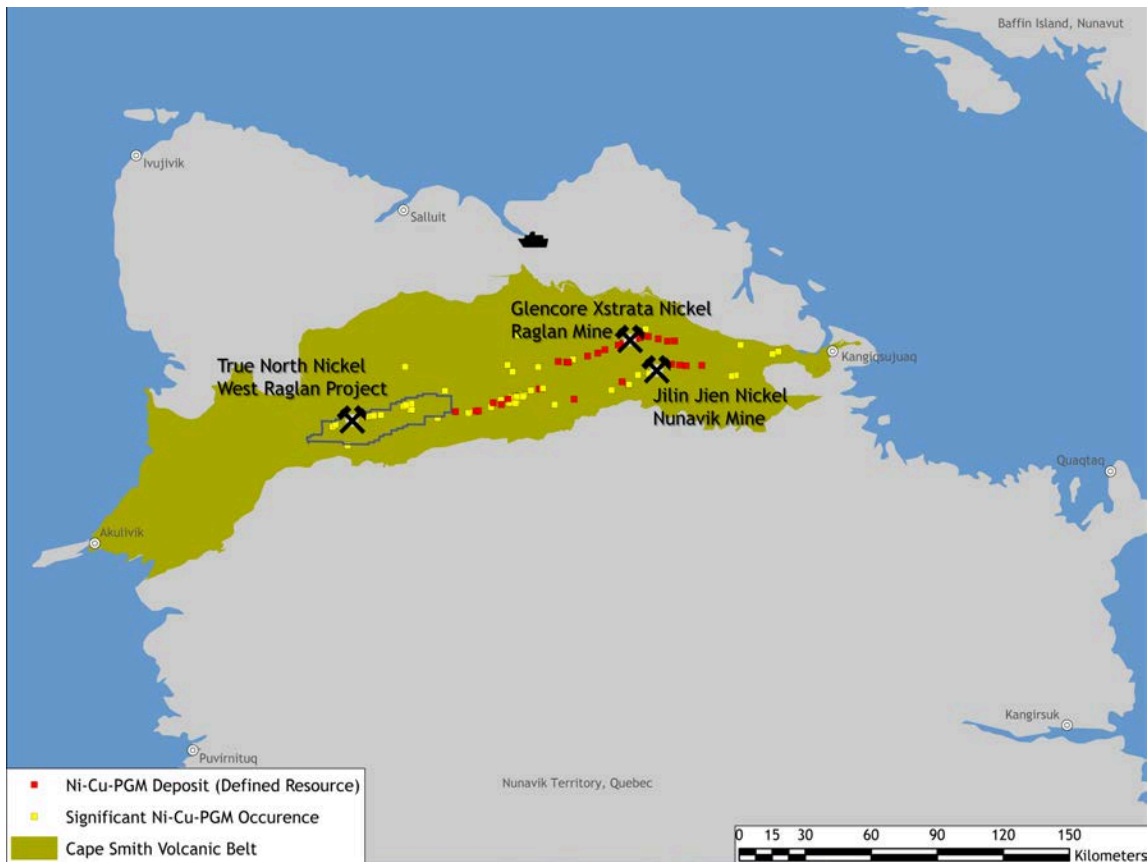 Baffin Island, Nunavut
Ivujivik
Salluit
Glencore Xstrata Nickel
Raglan Mine
Kangiqsujuaq
True North Nickel
West Raglan Project
Jilin Jien Nickel
Nunavik Mine
Quaqtaq
Akulivik
Kangirsuk
Puvirnituq
Nunavik Territory, Quebec
Ni-Cu-PGM Deposit (Defined Resource)
Significant Ni-Cu-PGM Occurence
Cape Smith Volcanic Belt
0 15 30 60 90 120 150
Kilometers